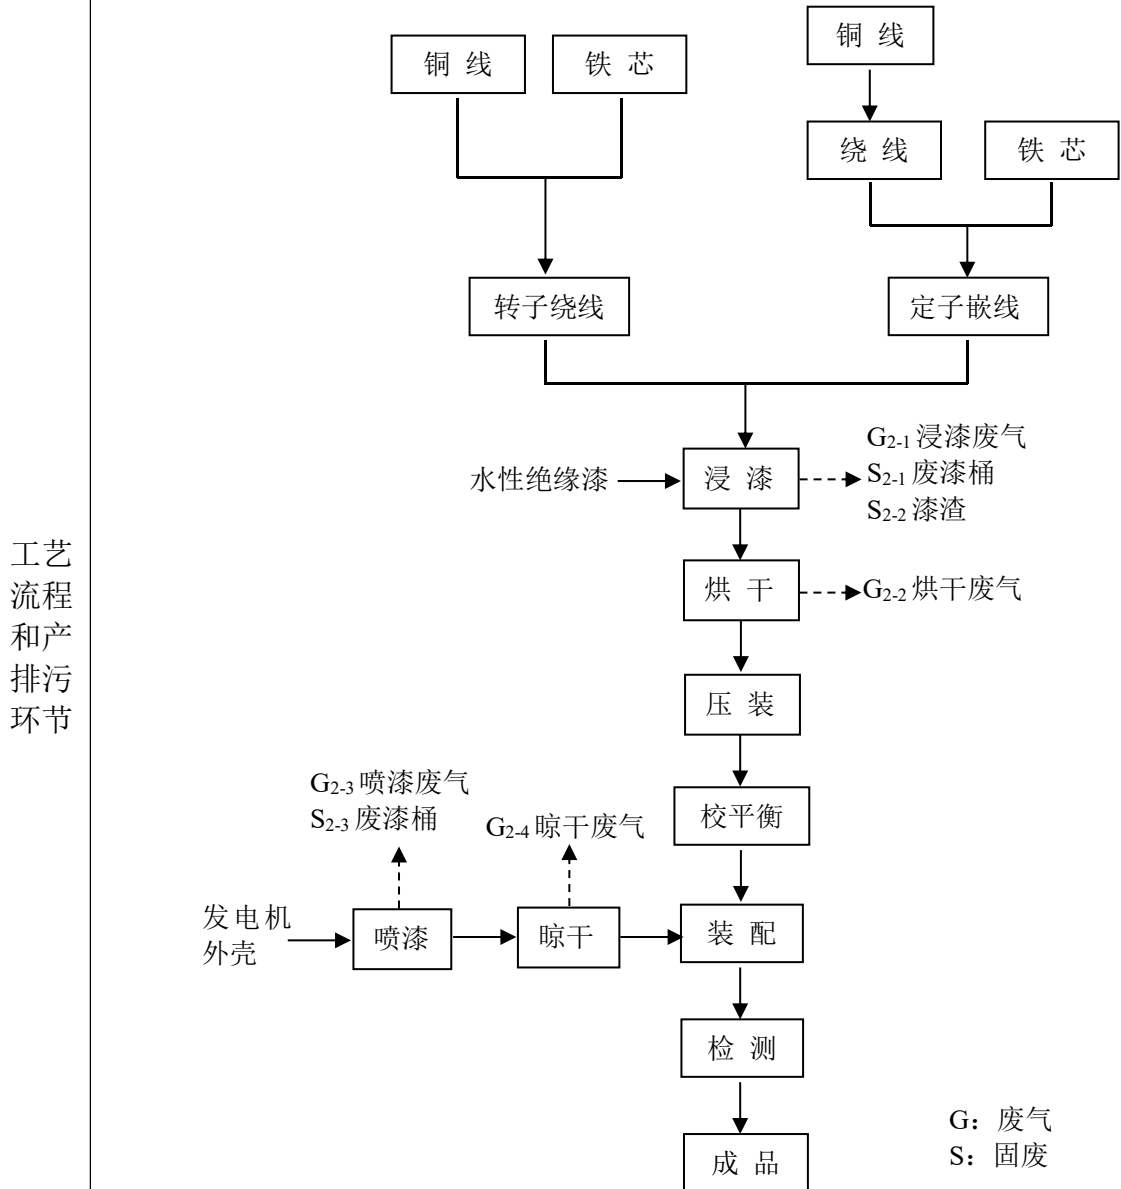 铜 线
铜 线
铁 芯
绕 线
铁 芯
转子绕线
定子嵌线
水性绝缘漆
浸 漆
G2-1 浸漆废气
S2-1 废漆桶
S2-2 漆渣
烘 干
G2-2 烘干废气
工艺
流程
和产
排污
环节
压 装
G2-3 喷漆废气
S2-3 废漆桶
G2-4 晾干废气
校平衡
发电机
外壳
喷漆
晾干
装 配
检 测
成 品
G：废气
S：固废